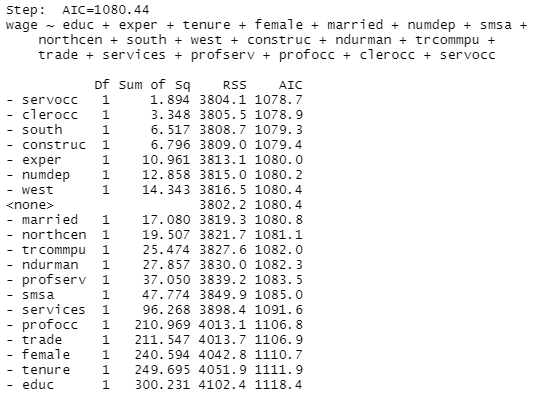 Step:  AIC=1080.44
wage ~ educ + exper + tenure + female + married + numdep + smsa +
    northcen + south + west + construc + ndurman + trcommpu +
    trade + services + profserv + profocc + clerocc + servocc

           Df Sum of Sq    RSS    AIC
- servocc   1     1.894 3804.1 1078.7
- clerocc   1     3.348 3805.5 1078.9
- south     1     6.517 3808.7 1079.3
- construc  1     6.796 3809.0 1079.4
- exper     1    10.961 3813.1 1080.0
- numdep    1    12.858 3815.0 1080.2
- west      1    14.343 3816.5 1080.4
<none>                  3802.2 1080.4
- married   1    17.080 3819.3 1080.8
- northcen  1    19.507 3821.7 1081.1
- trcommpu  1    25.474 3827.6 1082.0
- ndurman   1    27.857 3830.0 1082.3
- profserv  1    37.050 3839.2 1083.5
- smsa      1    47.774 3849.9 1085.0
- services  1    96.268 3898.4 1091.6
- profocc   1   210.969 4013.1 1106.8
- trade     1   211.547 4013.7 1106.9
- female    1   240.594 4042.8 1110.7
- tenure    1   249.695 4051.9 1111.9
- educ      1   300.231 4102.4 1118.4